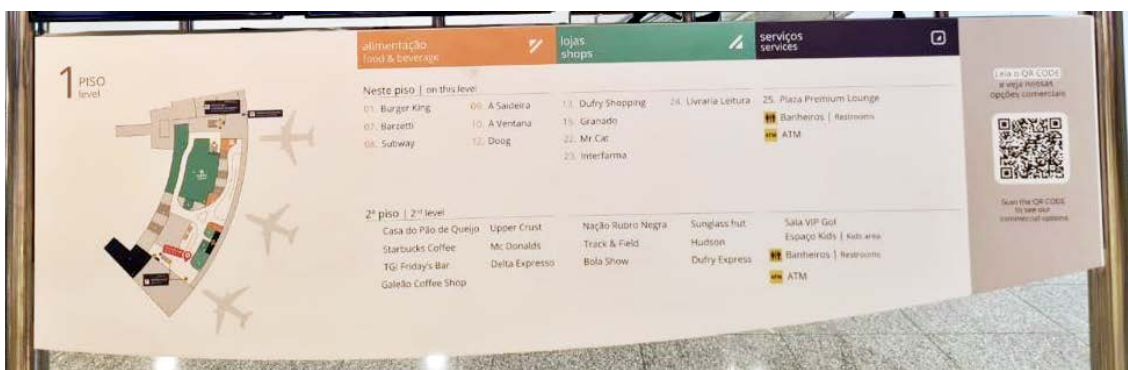 1 PISO
level
alimentação
food & beverage
lojas
shops
serviços
services
Neste piso | on this level
01. Burger King
07. Barzetti
08. Subway
09. A Saideira
10. A Ventana
12. Doog
13. Dufry Shopping
19. Granado
22. Mr Cat
23. Interfarma
24. Livraria Leitura
25. Plaza Premium Lounge
Banheiros | Restrooms
ATM ATM
2º piso | 2nd level
Casa do Pão de Queijo
Starbucks Coffee
TGI Friday's Bar
Galeão Coffee Shop
Upper Crust
Mc Donalds
Delta Expresso
Nação Rubro Negra
Track & Field
Bola Show
Sunglass hut
Hudson
Dufry Express
Sala VIP Gol
Espaço Kids | Kids area
Banheiros | Restrooms
ATM ATM
Leia o QR CODE
e veja nossas
opções comerciais
Scan the QR CODE
to see our
commercial options